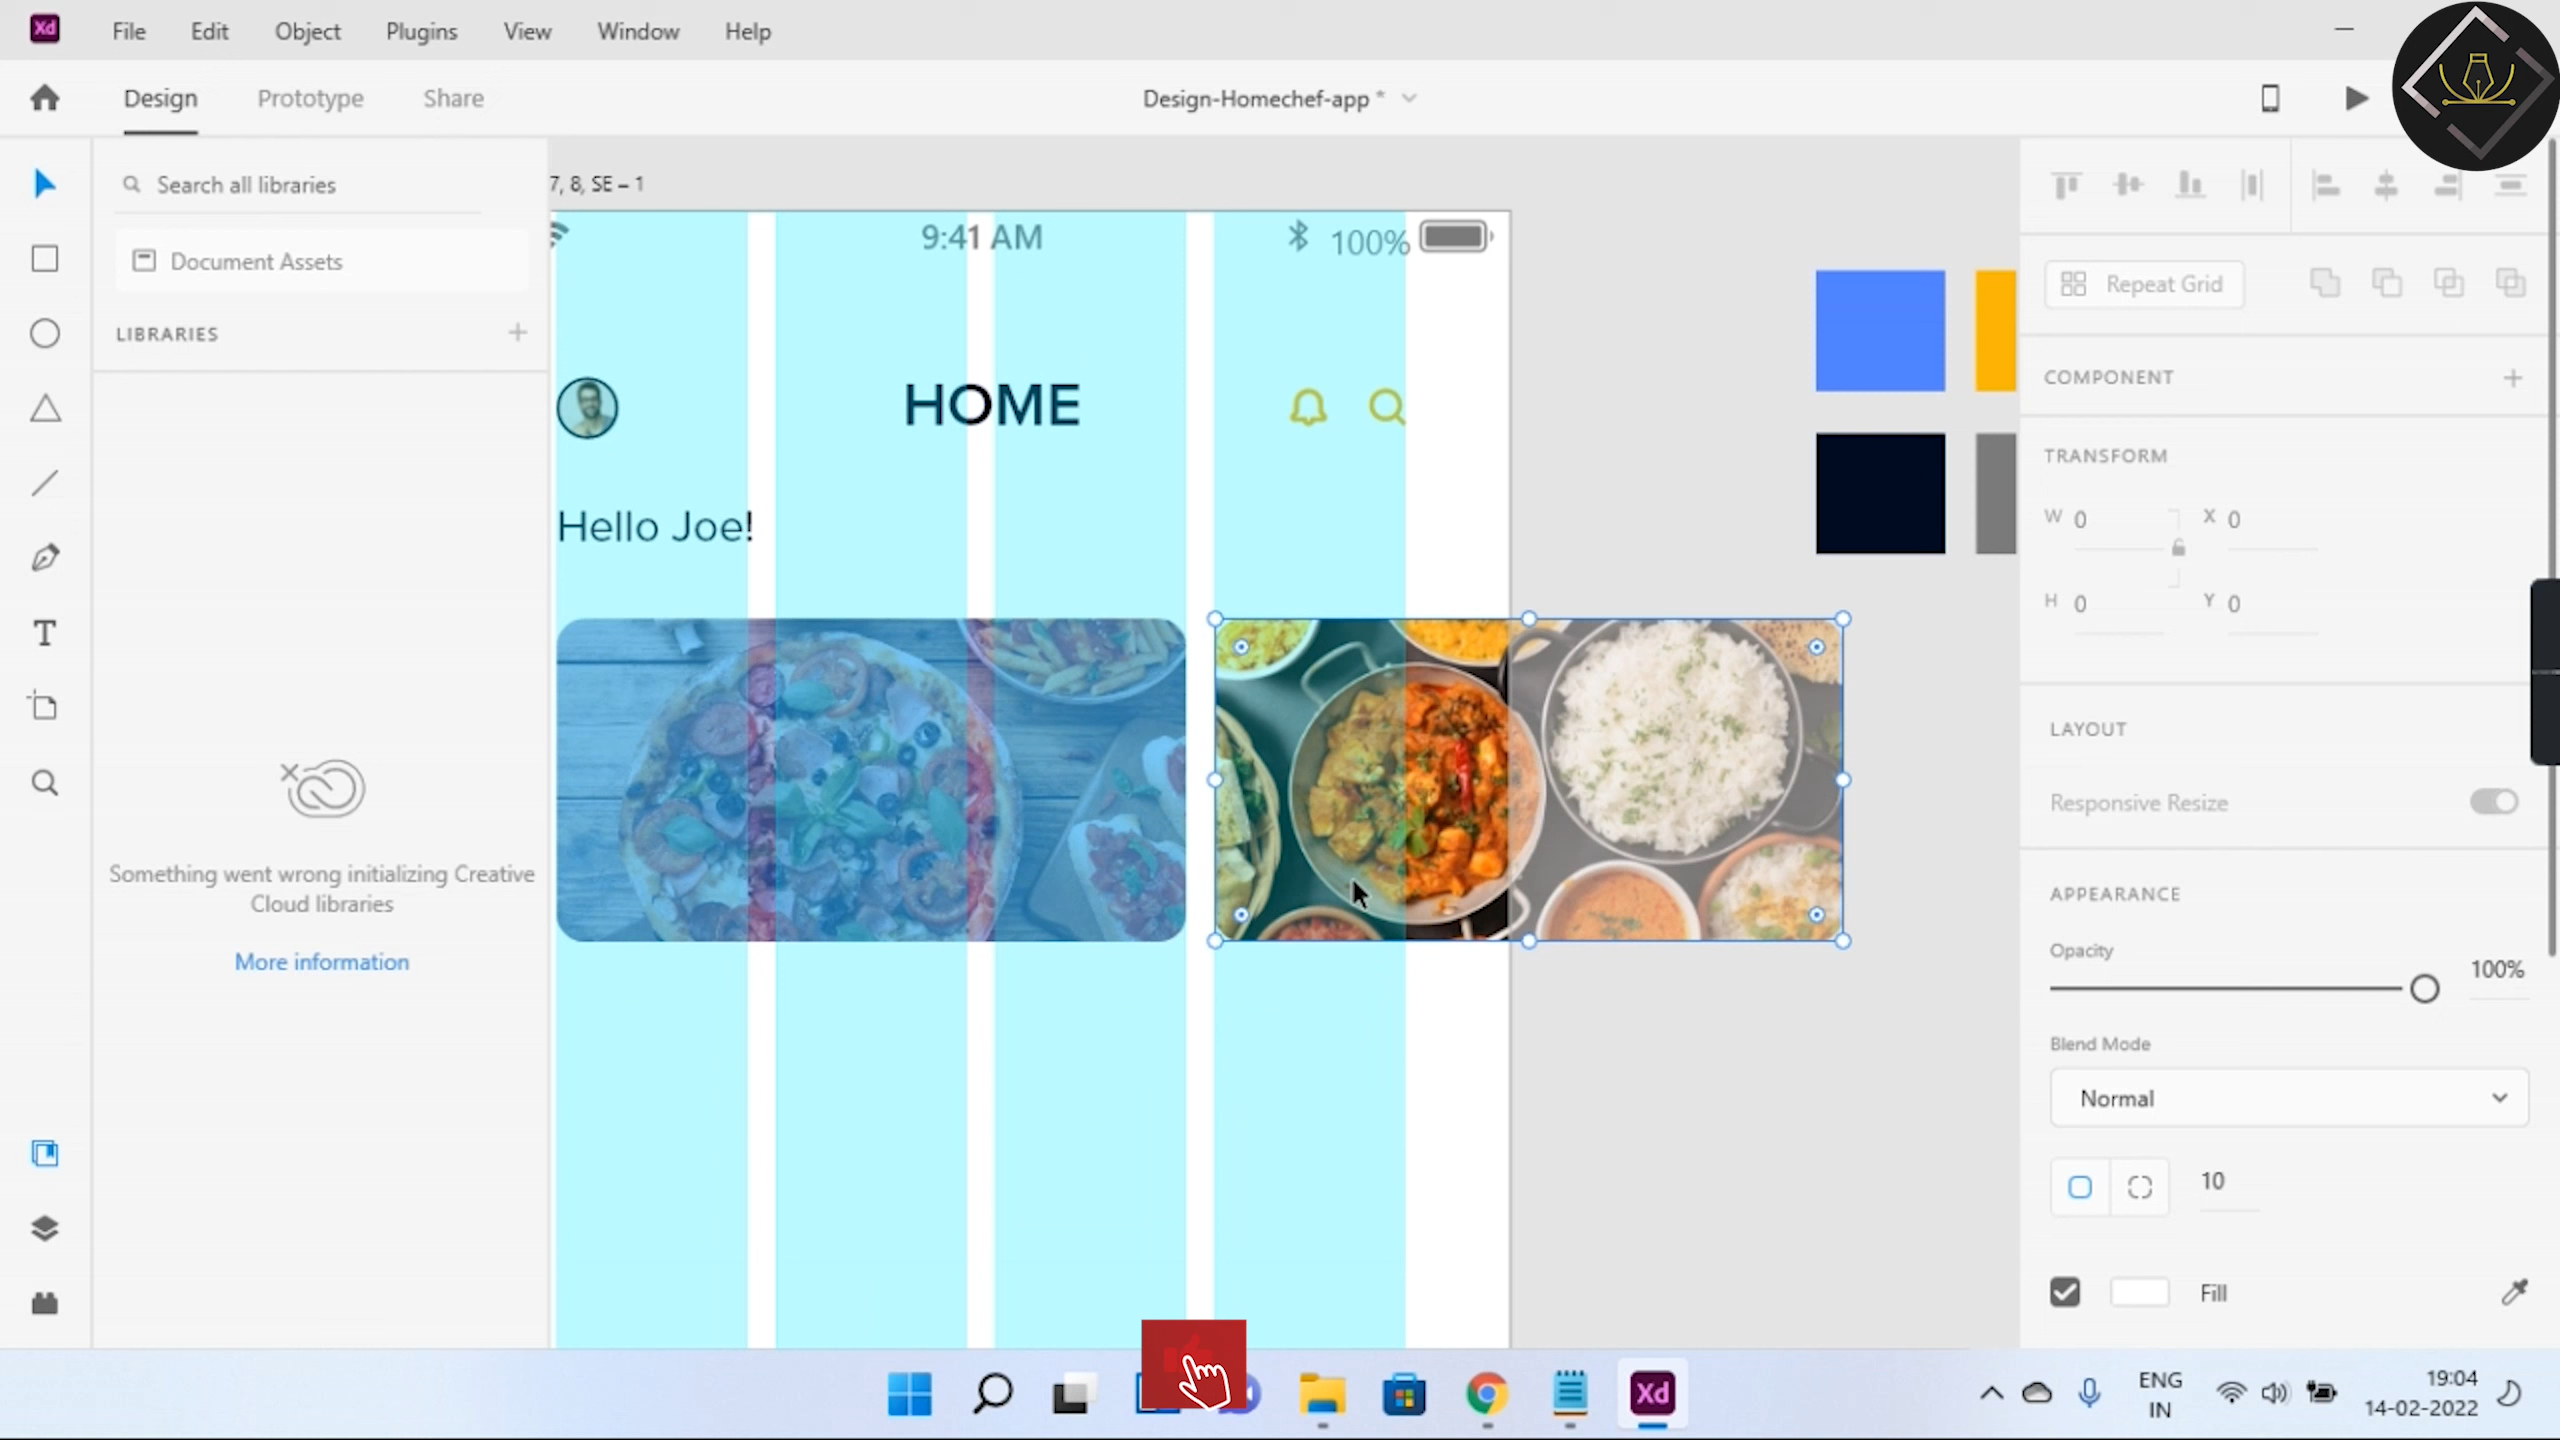 Xd File Edit Object Plugins View Window Help
Design Prototype Share Design-Homechef-app *
Search all libraries
Document Assets
LIBRARIES
Something went wrong initializing Creative
Cloud libraries
More information
7, 8, SE – 1
9:41 AM 100%
HOME
Hello Joe!
Repeat Grid
COMPONENT
TRANSFORM
W 0 X 0
H 0 Y 0
LAYOUT
Responsive Resize
APPEARANCE
Opacity
100%
Blend Mode
Normal
10
Fill
Xd
ENG
IN
19:04
14-02-2022